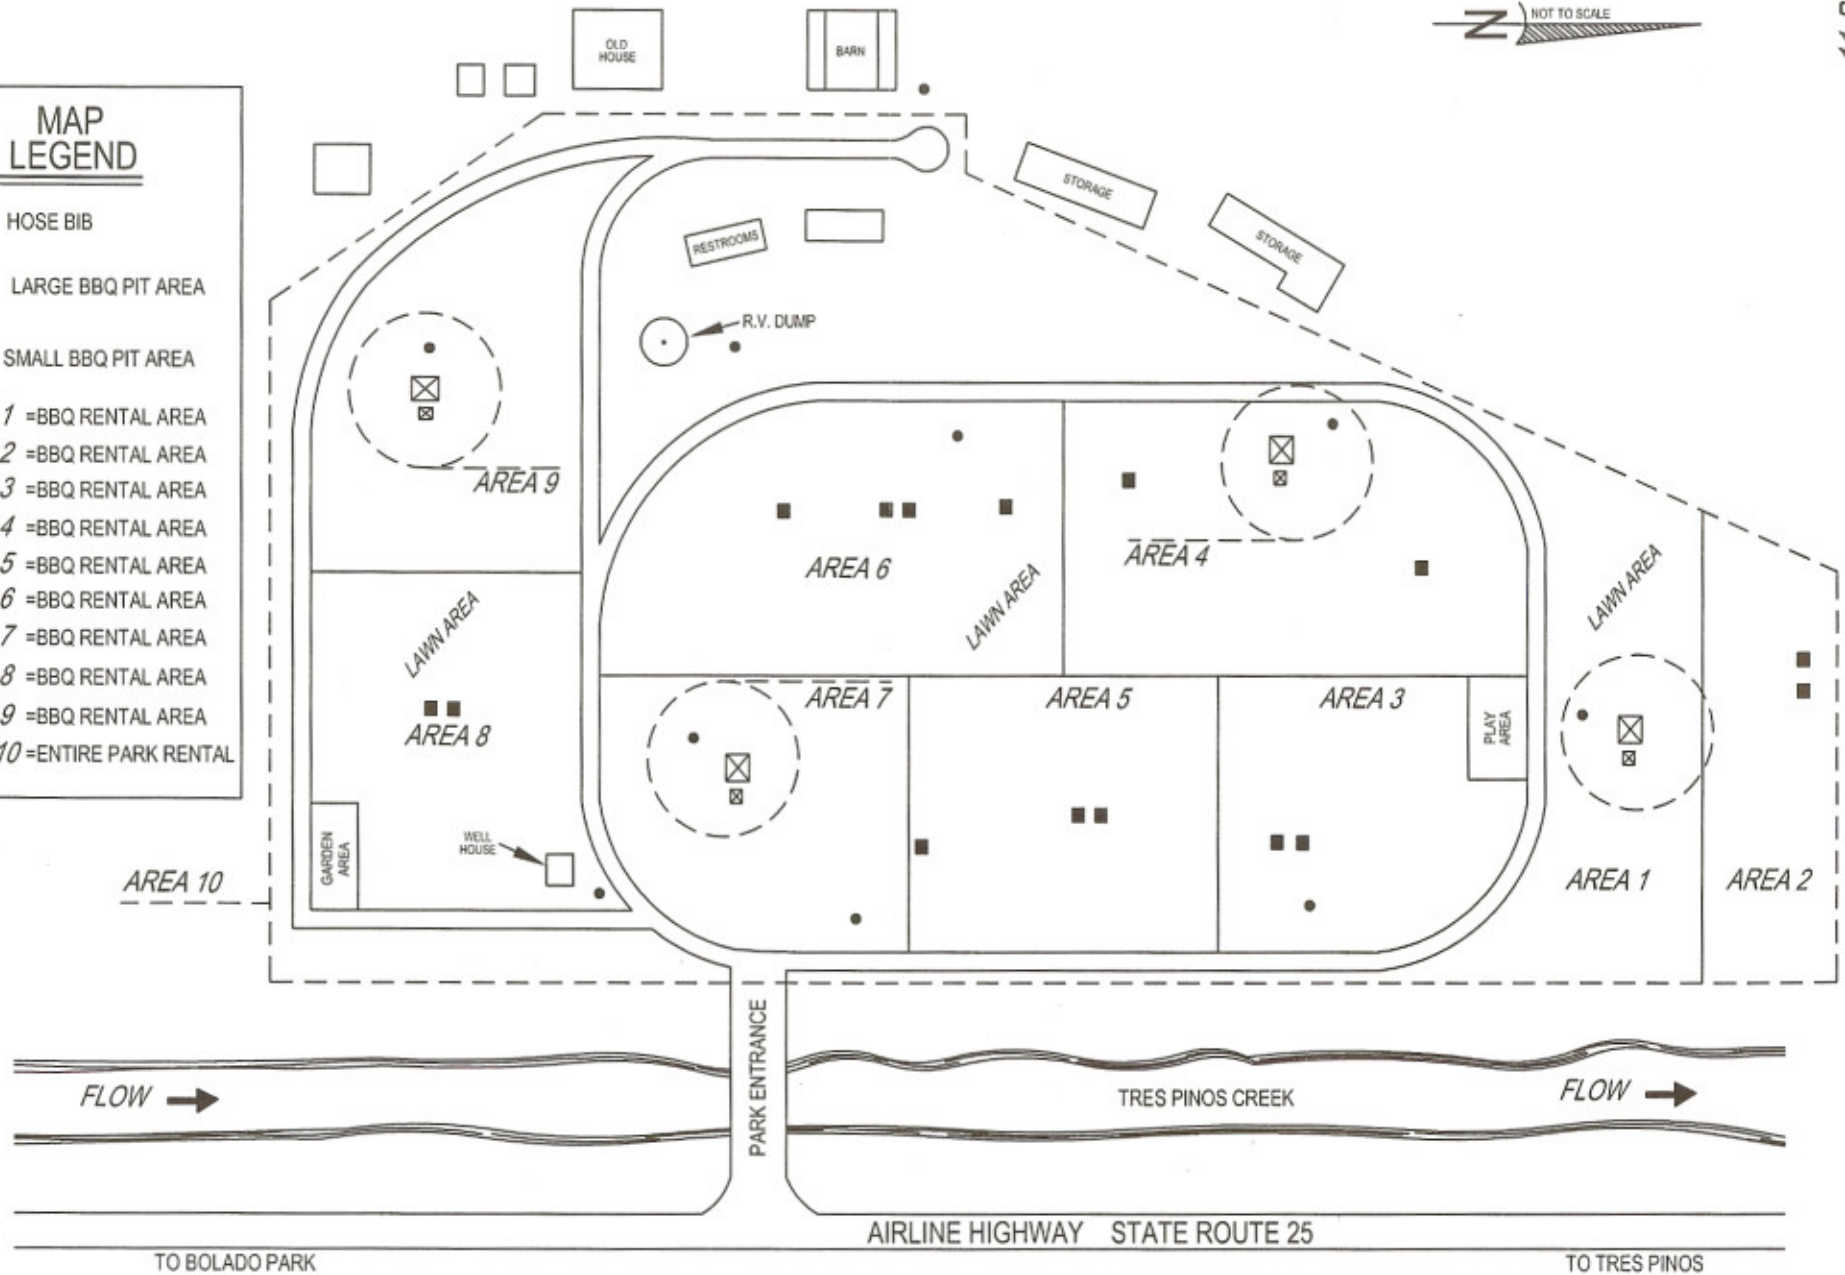 NOT TO SCALE
N
OLD
HOUSE
BARN
MAP
LEGEND
HOSE BIB
LARGE BBQ PIT AREA
SMALL BBQ PIT AREA
1 =BBQ RENTAL AREA
2 =BBQ RENTAL AREA
3 =BBQ RENTAL AREA
4 =BBQ RENTAL AREA
5 =BBQ RENTAL AREA
6 =BBQ RENTAL AREA
7 =BBQ RENTAL AREA
8 =BBQ RENTAL AREA
9 =BBQ RENTAL AREA
10 =ENTIRE PARK RENTAL
STORAGE
STORAGE
RESTROOMS
R.V. DUMP
AREA 9
AREA 6
LAWN AREA
AREA 4
LAWN AREA
LAWN AREA
AREA 8
AREA 7
AREA 5
AREA 3
PLAY
AREA
GARDEN
AREA
WELL
HOUSE
AREA 10
AREA 1
AREA 2
PARK ENTRANCE
FLOW
TRES PINOS CREEK
FLOW
AIRLINE HIGHWAY STATE ROUTE 25
TO BOLADO PARK
TO TRES PINOS